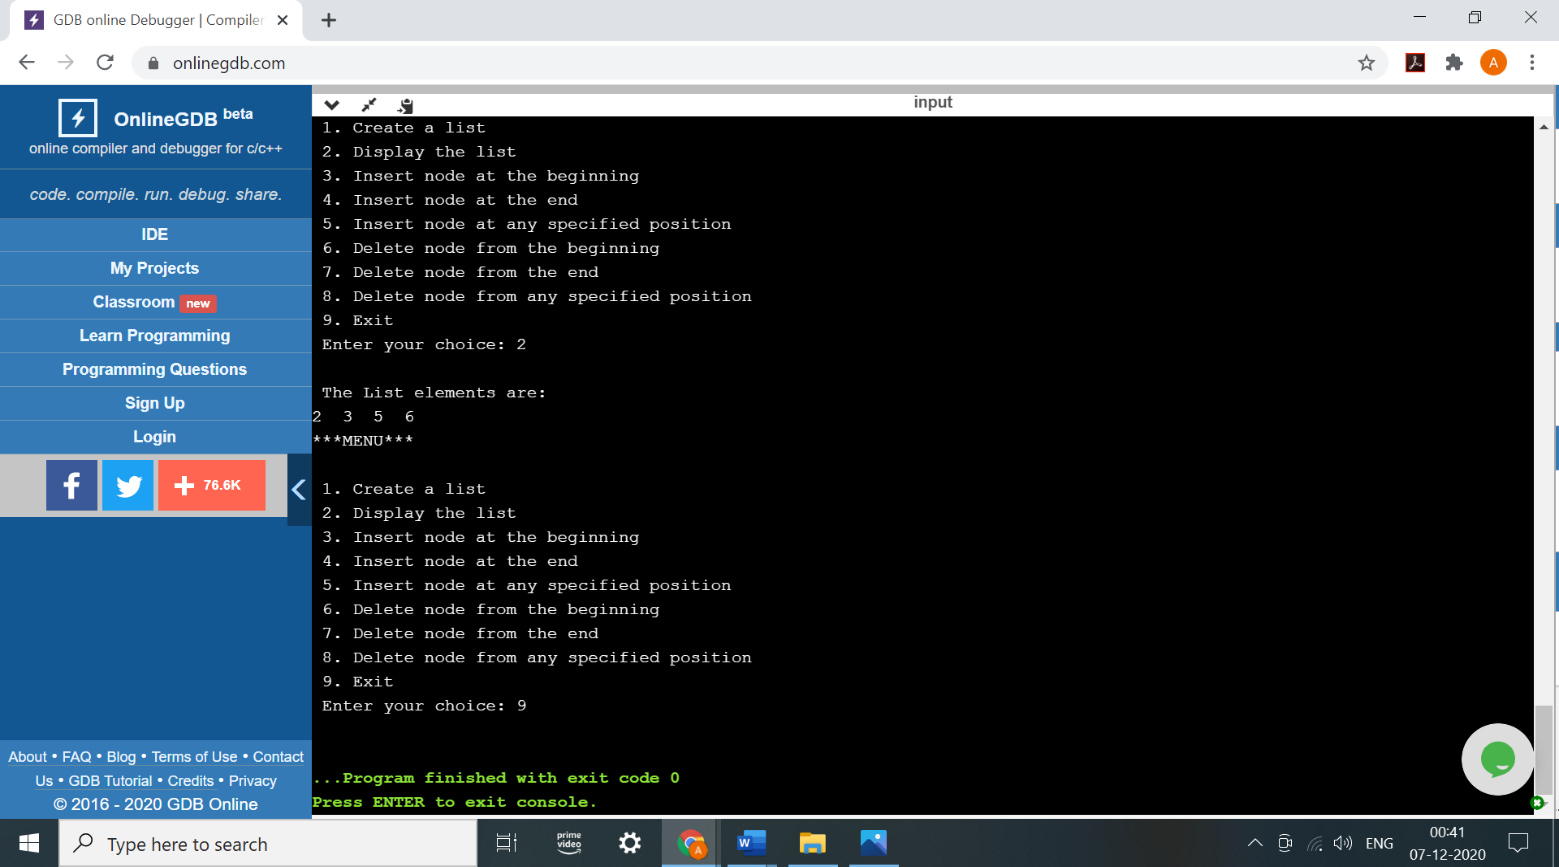 GDB online Debugger | Compiler
onlinegdb.com
A
OnlineGDB beta
online compiler and debugger for c/c++
code. compile. run. debug. share.
IDE
My Projects
Classroom new
Learn Programming
Programming Questions
Sign Up
Login
f
76.6K
About • FAQ • Blog • Terms of Use • Contact
Us • GDB Tutorial • Credits • Privacy
© 2016 - 2020 GDB Online
input
1. Create a list
2. Display the list
3. Insert node at the beginning
4. Insert node at the end
5. Insert node at any specified position
6. Delete node from the beginning
7. Delete node from the end
8. Delete node from any specified position
9. Exit
Enter your choice: 2
The List elements are:
2 3 5 6
***MENU***
1. Create a list
2. Display the list
3. Insert node at the beginning
4. Insert node at the end
5. Insert node at any specified position
6. Delete node from the beginning
7. Delete node from the end
8. Delete node from any specified position
9. Exit
Enter your choice: 9
...Program finished with exit code 0
Press ENTER to exit console.
Type here to search
prime
video
A
W
ENG
00:41
07-12-2020